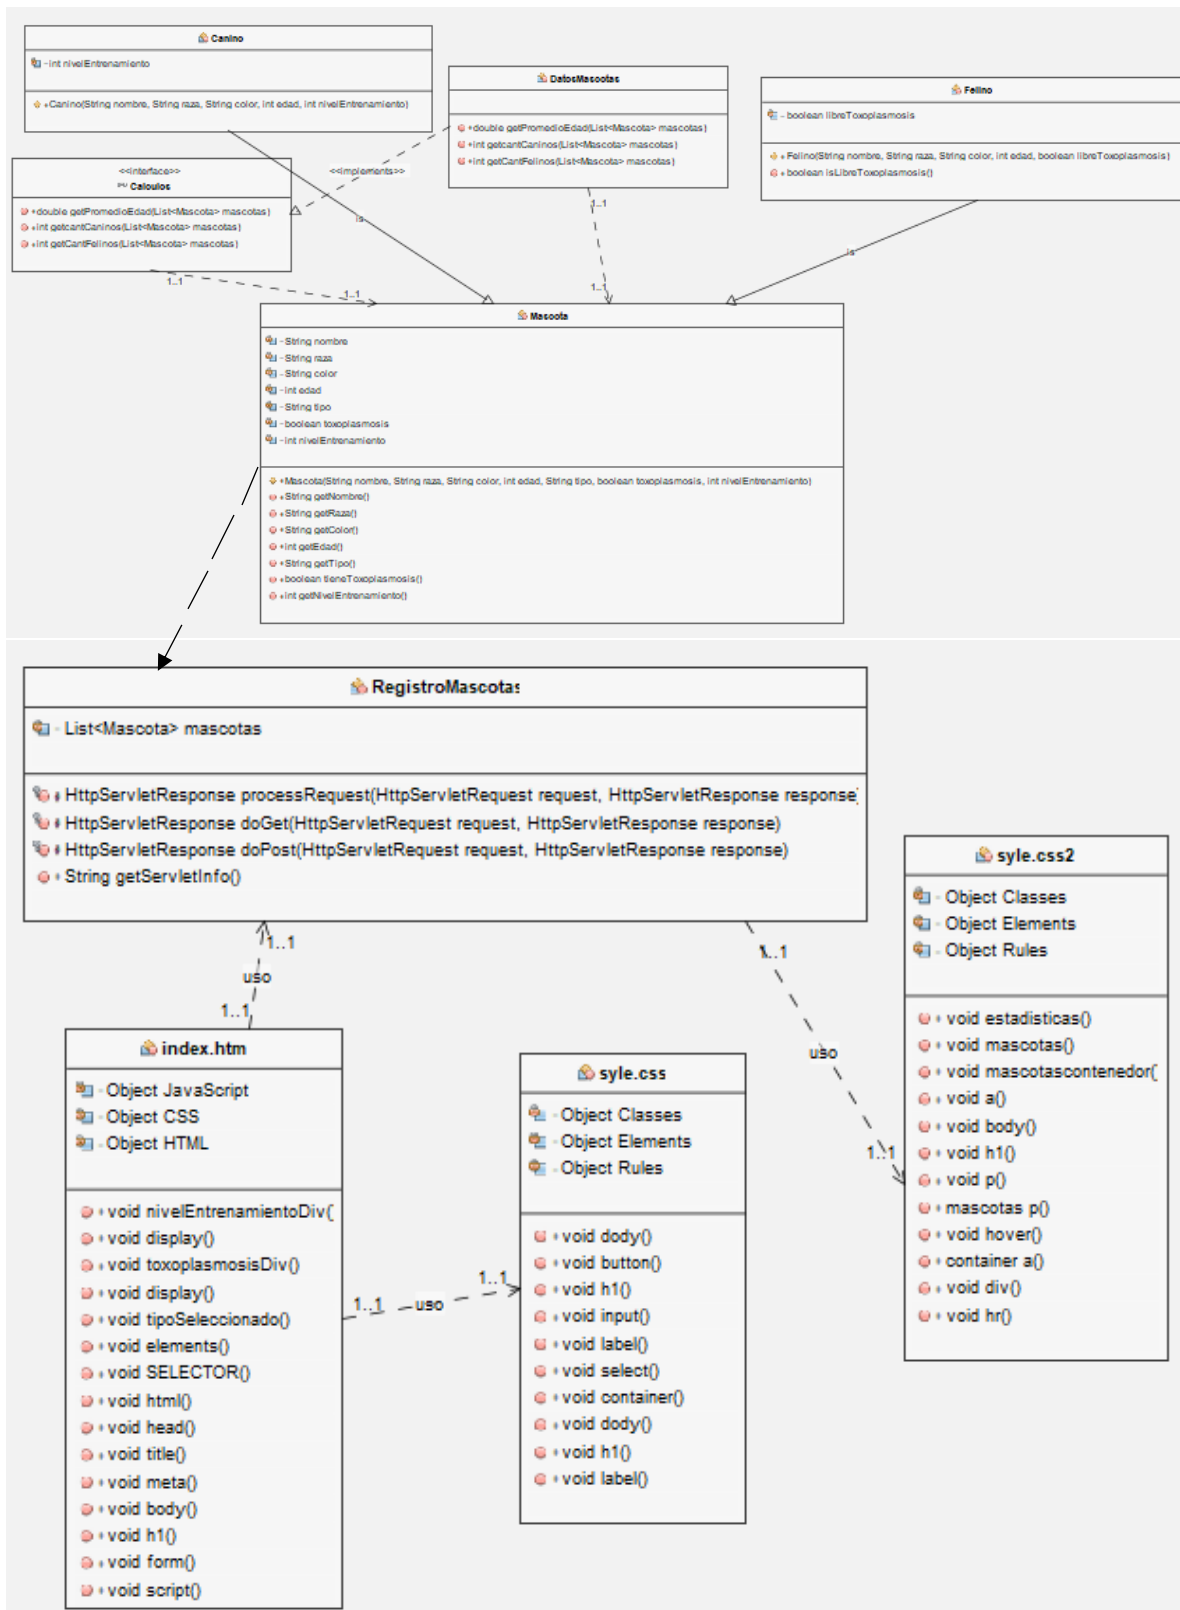 Canino
- int nivelEntrenamiento
+Canino(String nombre, String raza, String color, int edad, int nivelEntrenamiento)
DatosMascotas
+double getPromedioEdad(List<Mascota> mascotas)
+int getcantCaninos(List<Mascota> mascotas)
+int getCantFelinos(List<Mascota> mascotas)
Felino
- boolean libreToxoplasmosis
+Felino(String nombre, String raza, String color, int edad, boolean libreToxoplasmosis)
+ boolean isLibreToxoplasmosis()
<<interface>>
Calculos
+double getPromedioEdad(List<Mascota> mascotas)
+int getcantCaninos(List<Mascota> mascotas)
+int getCantFelinos(List<Mascota> mascotas)
<<implements>>
is
1..1
is
1..1
1..1
1..1
Mascota
- String nombre
- String raza
- String color
- int edad
- String tipo
- boolean toxoplasmosis
- int nivelEntrenamiento
+Mascota(String nombre, String raza, String color, int edad, String tipo, boolean toxoplasmosis, int nivelEntrenamiento)
+String getNombre()
+String getRaza()
+String getColor()
+int getEdad()
+String getTipo()
+boolean tieneToxoplasmosis()
+int getNivelEntrenamiento()
RegistroMascotas
- List<Mascota> mascotas
# HttpServletResponse processRequest(HttpServletRequest request, HttpServletResponse response)
# HttpServletResponse doGet(HttpServletRequest request, HttpServletResponse response)
# HttpServletResponse doPost(HttpServletRequest request, HttpServletResponse response)
+ String getServletInfo()
1..1
uso
1..1
1..1
uso
1..1
index.htm
- Object JavaScript
- Object CSS
- Object HTML
+ void nivelEntrenamientoDiv(
+ void display()
+ void toxoplasmosisDiv()
+ void display()
+ void tipoSeleccionado()
+ void elements()
+ void SELECTOR()
+ void html()
+ void head()
+ void title()
+ void meta()
+ void body()
+ void h1()
+ void form()
+ void script()
1..1
uso
1..1
syle.css
- Object Classes
- Object Elements
- Object Rules
+ void dody()
+ void button()
+ void h1()
+ void input()
+ void label()
+ void select()
+ void container()
+ void dody()
+ void h1()
+ void label()
syle.css2
- Object Classes
- Object Elements
- Object Rules
+ void estadisticas()
+ void mascotas()
+ void mascotascontenedor(
+ void a()
+ void body()
+ void h1()
+ void p()
+ mascotas p()
+ void hover()
+ container a()
+ void div()
+ void hr()